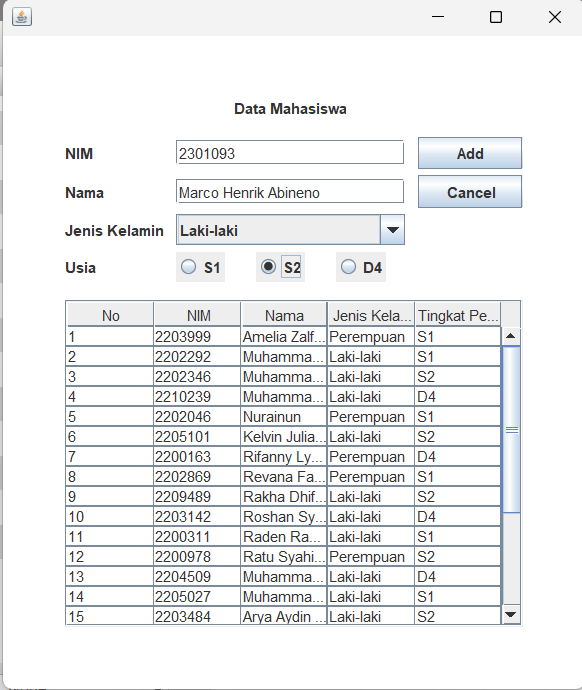 Data Mahasiswa
NIM 2301093 Add
Nama Marco Henrik Abineno Cancel
Jenis Kelamin Laki-laki
Usia S1 S2 D4
No NIM Nama Jenis Kela... Tingkat Pe...
1 2203999 Amelia Zalf... Perempuan S1
2 2202292 Muhamma... Laki-laki S1
3 2202346 Muhamma... Laki-laki S2
4 2210239 Muhamma... Laki-laki D4
5 2202046 Nurainun Perempuan S1
6 2205101 Kelvin Julia... Laki-laki S2
7 2200163 Rifanny Ly... Perempuan D4
8 2202869 Revana Fa... Perempuan S1
9 2209489 Rakha Dhif... Laki-laki S2
10 2203142 Roshan Sy... Laki-laki D4
11 2200311 Raden Ra... Laki-laki S1
12 2200978 Ratu Syahi... Perempuan S2
13 2204509 Muhamma... Laki-laki D4
14 2205027 Muhamma... Laki-laki S1
15 2203484 Arya Aydin ... Laki-laki S2